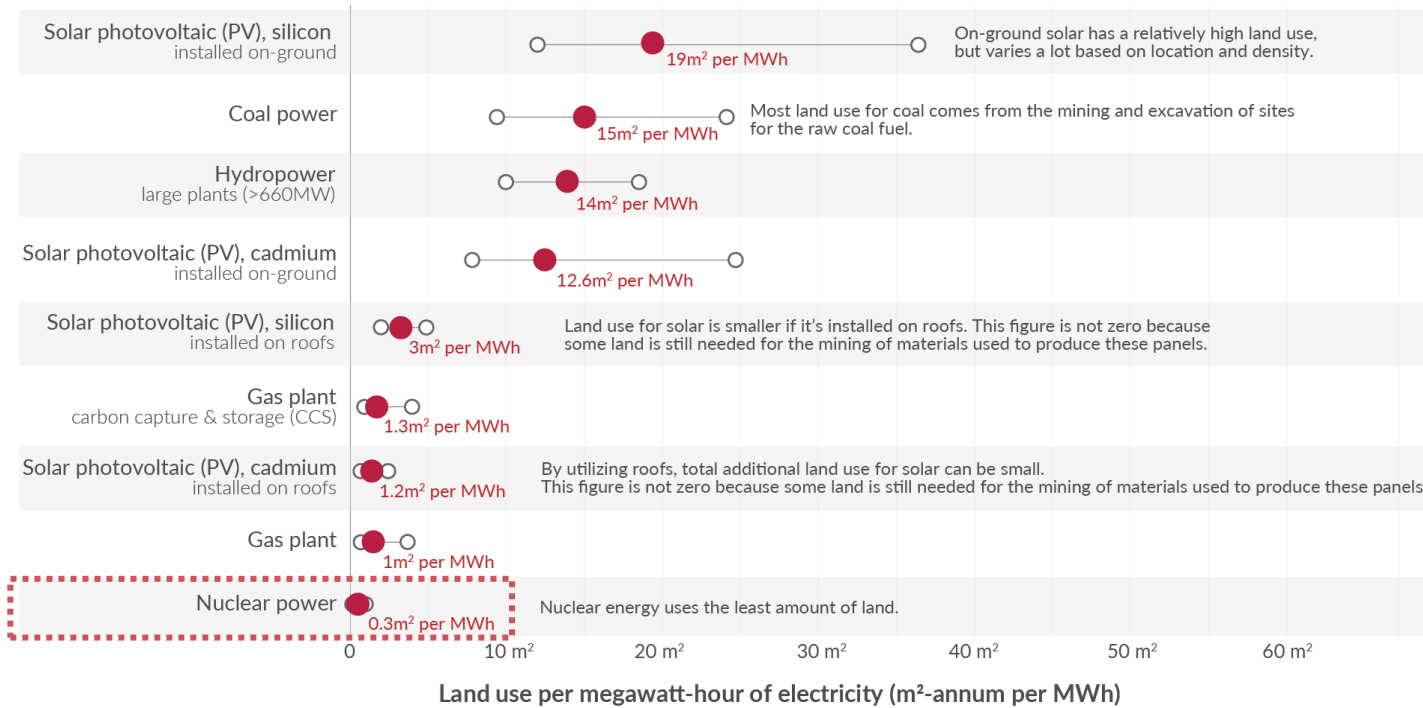 Solar photovoltaic (PV), silicon
installed on-ground
19m² per MWh
On-ground solar has a relatively high land use,
but varies a lot based on location and density.
Coal power
15m² per MWh
Most land use for coal comes from the mining and excavation of sites
for the raw coal fuel.
Hydropower
large plants (>660MW)
14m² per MWh
Solar photovoltaic (PV), cadmium
installed on-ground
12.6m² per MWh
Solar photovoltaic (PV), silicon
installed on roofs
3m² per MWh
Land use for solar is smaller if it's installed on roofs. This figure is not zero because
some land is still needed for the mining of materials used to produce these panels.
Gas plant
carbon capture & storage (CCS)
1.3m² per MWh
Solar photovoltaic (PV), cadmium
installed on roofs
1.2m² per MWh
By utilizing roofs, total additional land use for solar can be small.
This figure is not zero because some land is still needed for the mining of materials used to produce these panels
Gas plant
1m² per MWh
Nuclear power
0.3m² per MWh
Nuclear energy uses the least amount of land.
0 10 m² 20 m² 30 m² 40 m² 50 m² 60 m²
Land use per megawatt-hour of electricity (m²-annum per MWh)